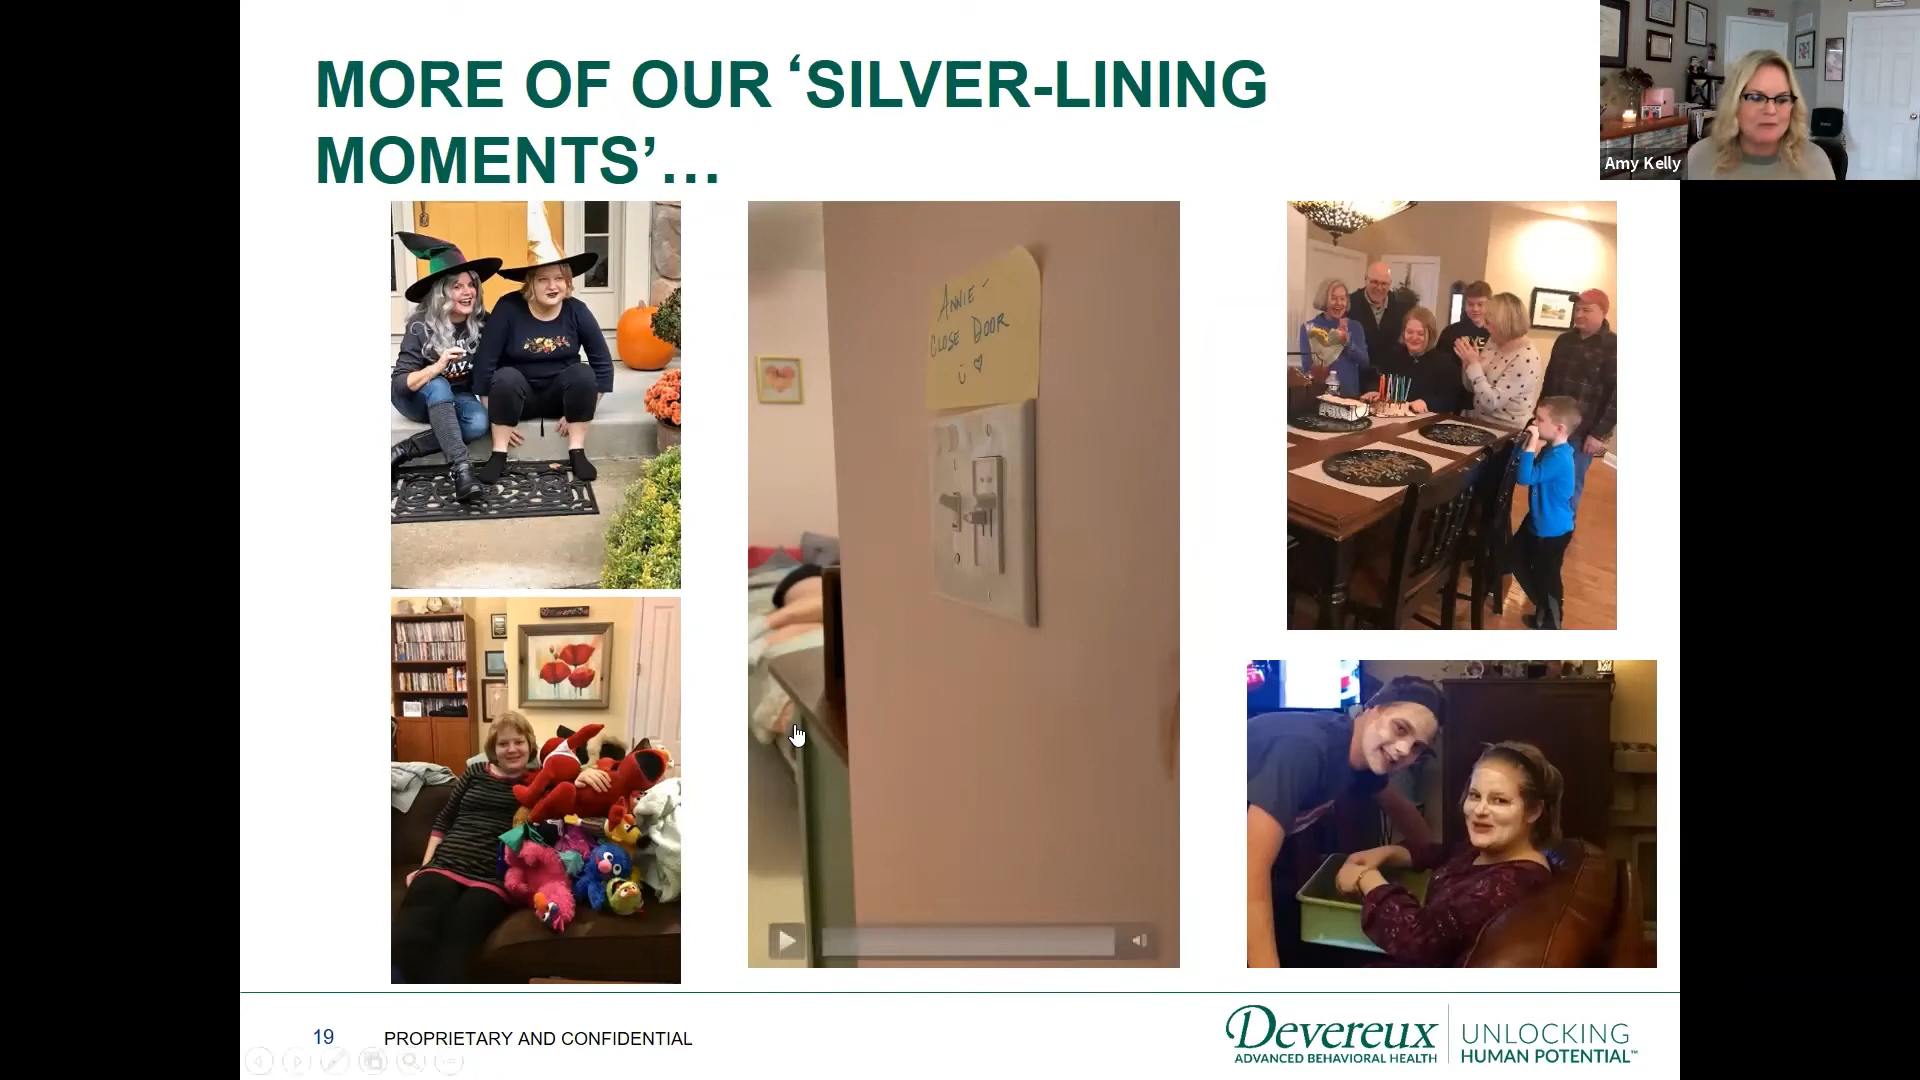 MORE OF OUR ‘SILVER-LINING
MOMENTS’...
Amy Kelly
ANNIE -
CLOSE DOOR
19
PROPRIETARY AND CONFIDENTIAL
Devereux
ADVANCED BEHAVIORAL HEALTH
UNLOCKING
HUMAN POTENTIAL™